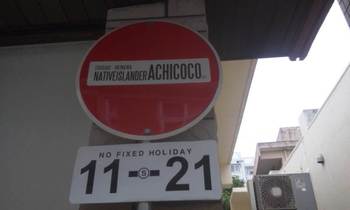 NATIVEISLANDER ACHICOCO
NO FIXED HOLIDAY
11-S-21